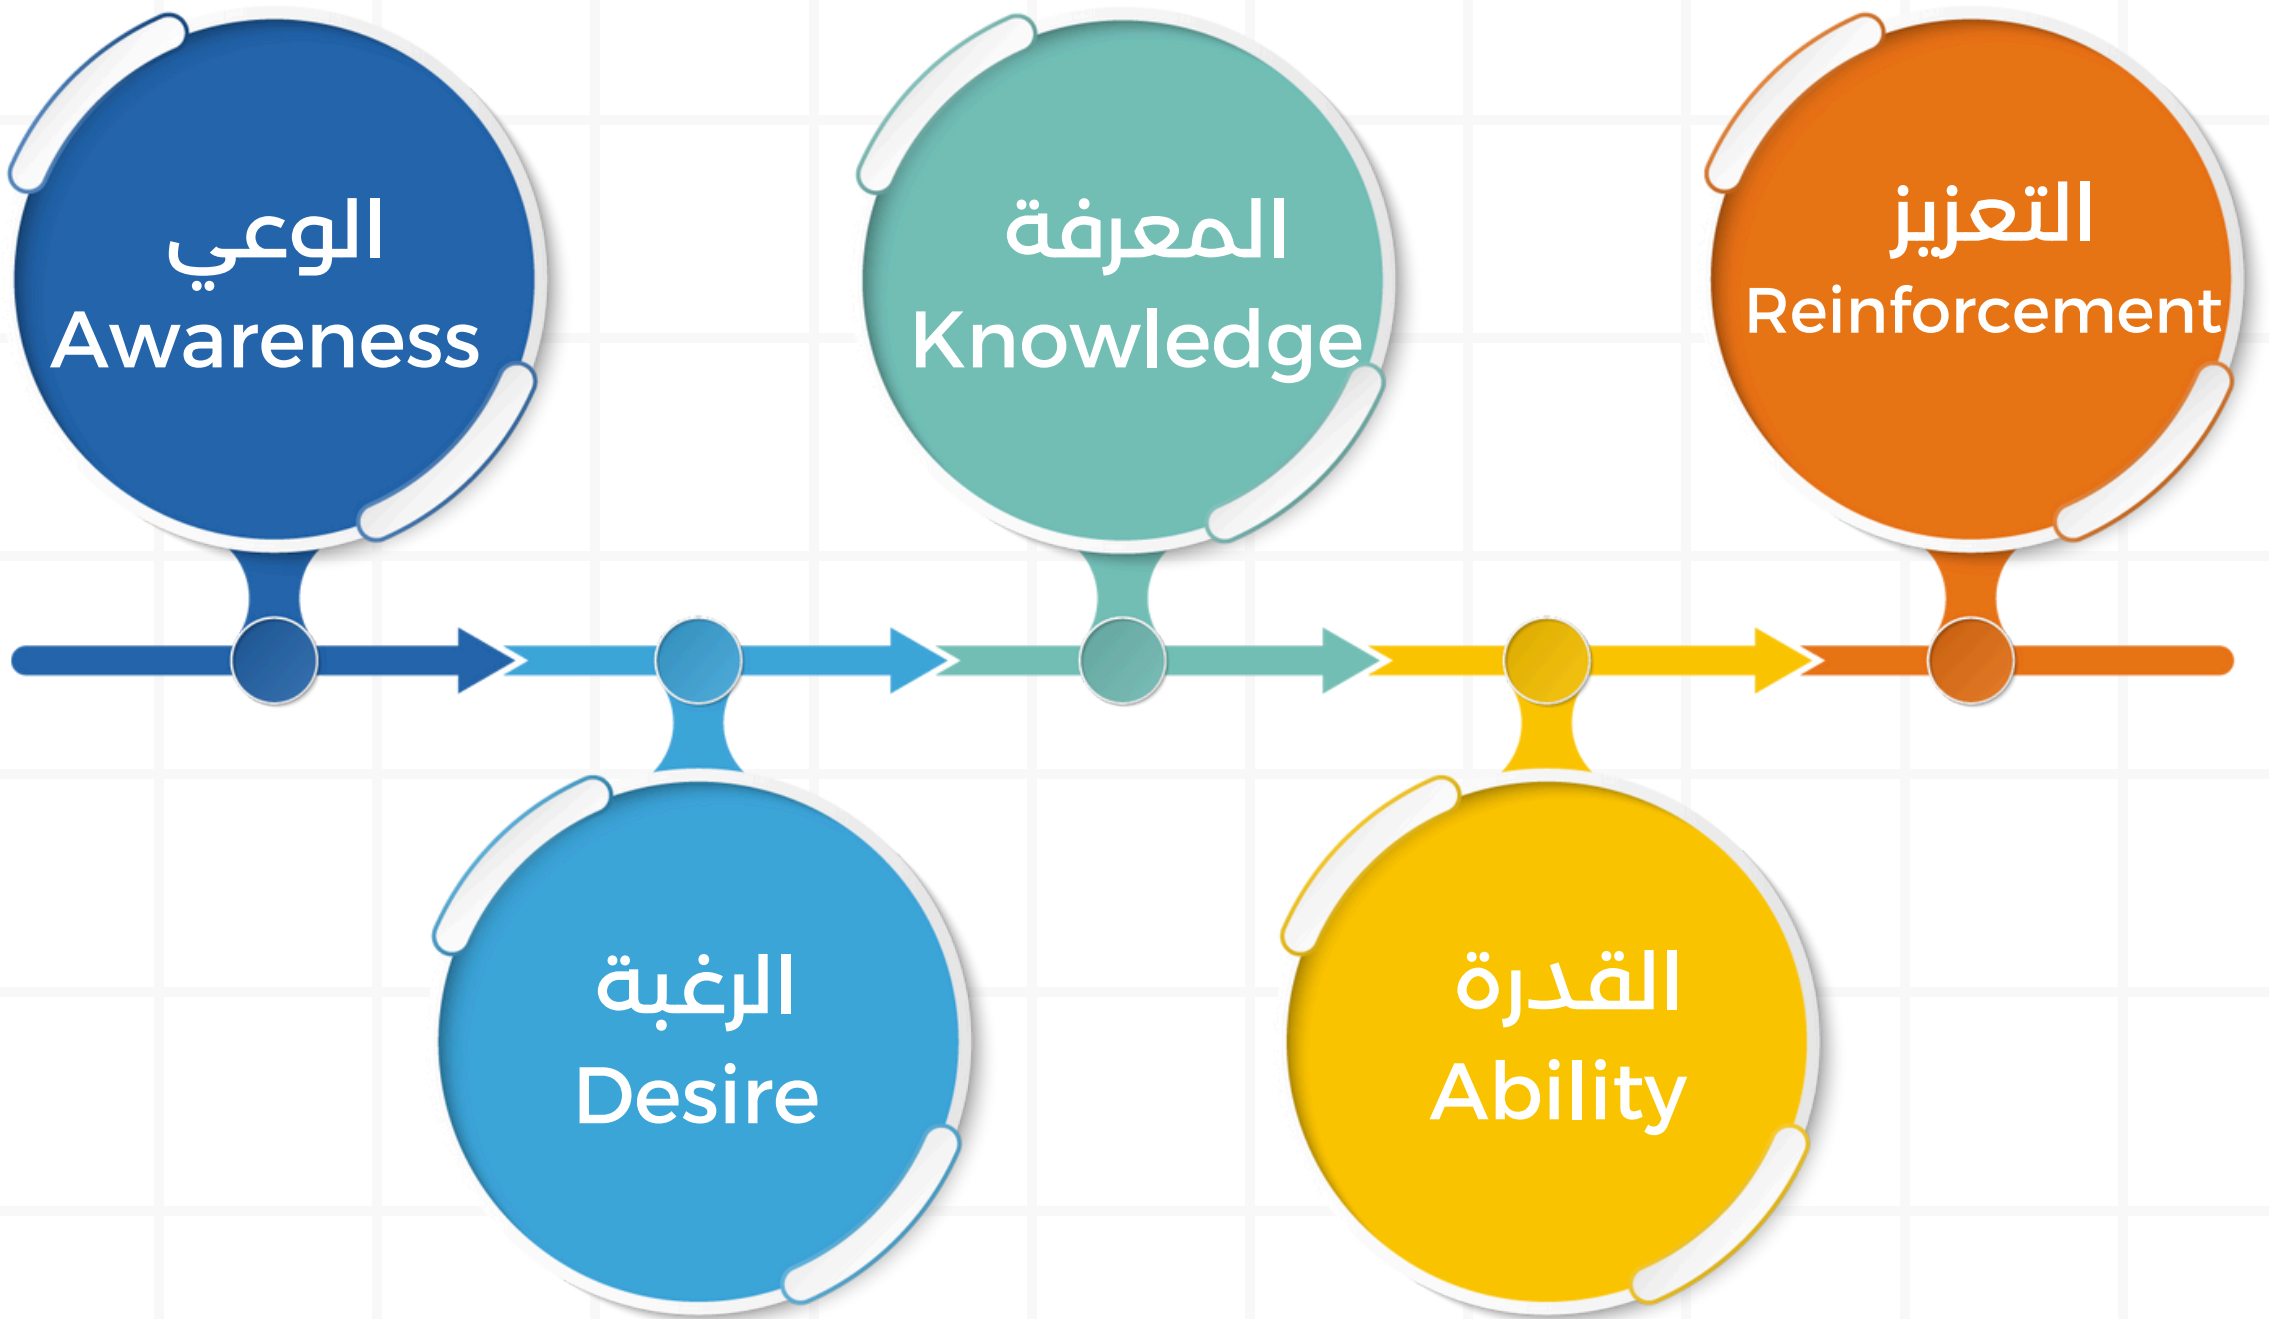 الوعي
Awareness
الرغبة
Desire
المعرفة
Knowledge
القدرة
Ability
التعزيز
Reinforcement